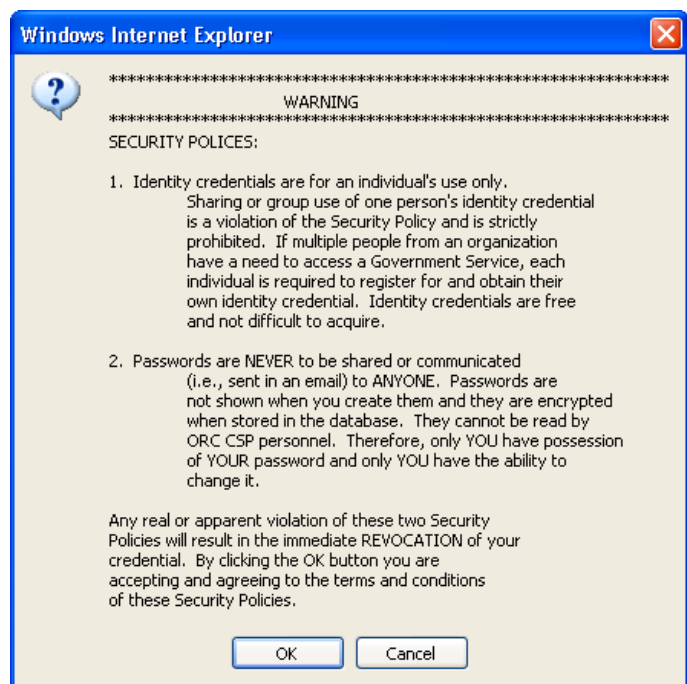 Windows Internet Explorer
******************************************************************
WARNING
******************************************************************
SECURITY POLICES:
1. Identity credentials are for an individual's use only.
Sharing or group use of one person's identity credential
is a violation of the Security Policy and is strictly
prohibited. If multiple people from an organization
have a need to access a Government Service, each
individual is required to register for and obtain their
own identity credential. Identity credentials are free
and not difficult to acquire.
2. Passwords are NEVER to be shared or communicated
(i.e., sent in an email) to ANYONE. Passwords are
not shown when you create them and they are encrypted
when stored in the database. They cannot be read by
ORC CSP personnel. Therefore, only YOU have possession
of YOUR password and only YOU have the ability to
change it.
Any real or apparent violation of these two Security
Policies will result in the immediate REVOCATION of your
credential. By clicking the OK button you are
accepting and agreeing to the terms and conditions
of these Security Policies.
OK Cancel